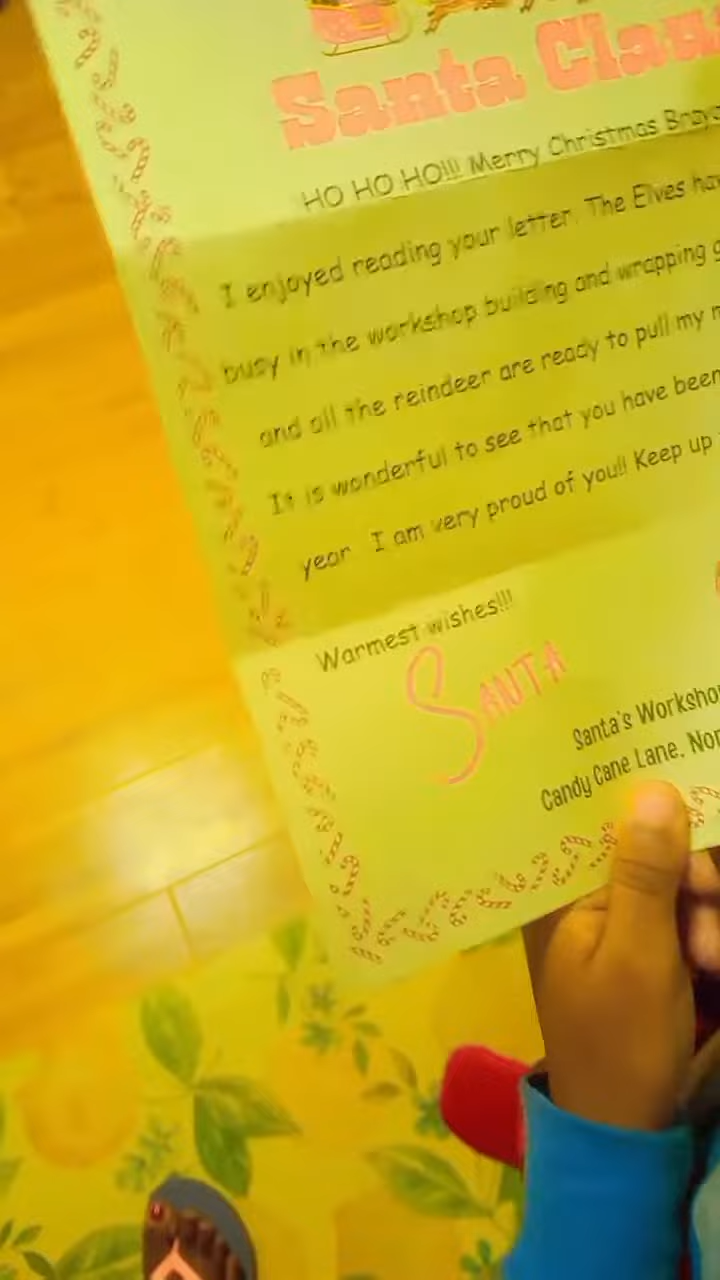 Santa Clau
HO HO HO!!! Merry Christmas Brays
I enjoyed reading your letter. The Elves hav
busy in the workshop building and wrapping g
and all the reindeer are ready to pull my
It is wonderful to see that you have been
year I am very proud of you!! Keep up
Warmest wishes!!!
SANTA
Santa's Worksho
Candy Cane Lane, Nor